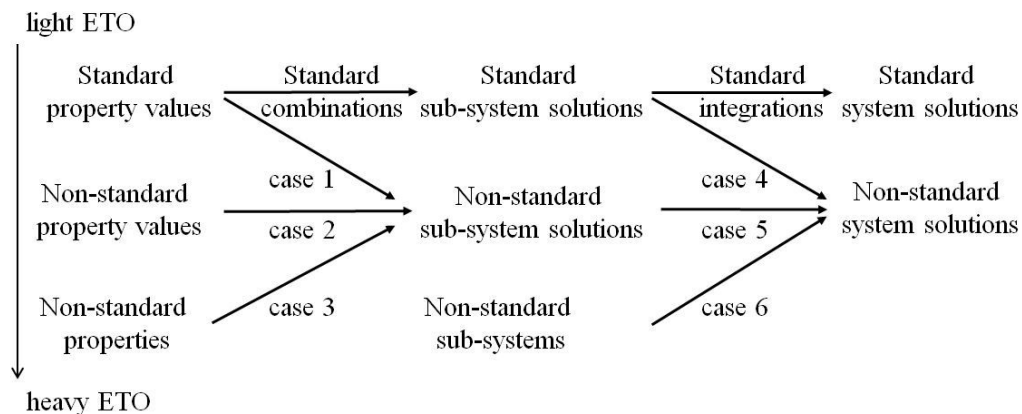 light ETO
Standard Standard Standard Standard Standard
property values combinations sub-system solutions integrations system solutions
case 1 case 4
Non-standard Non-standard Non-standard
property values case 2 sub-system solutions case 5 system solutions
Non-standard case 3 Non-standard case 6
properties sub-systems
heavy ETO